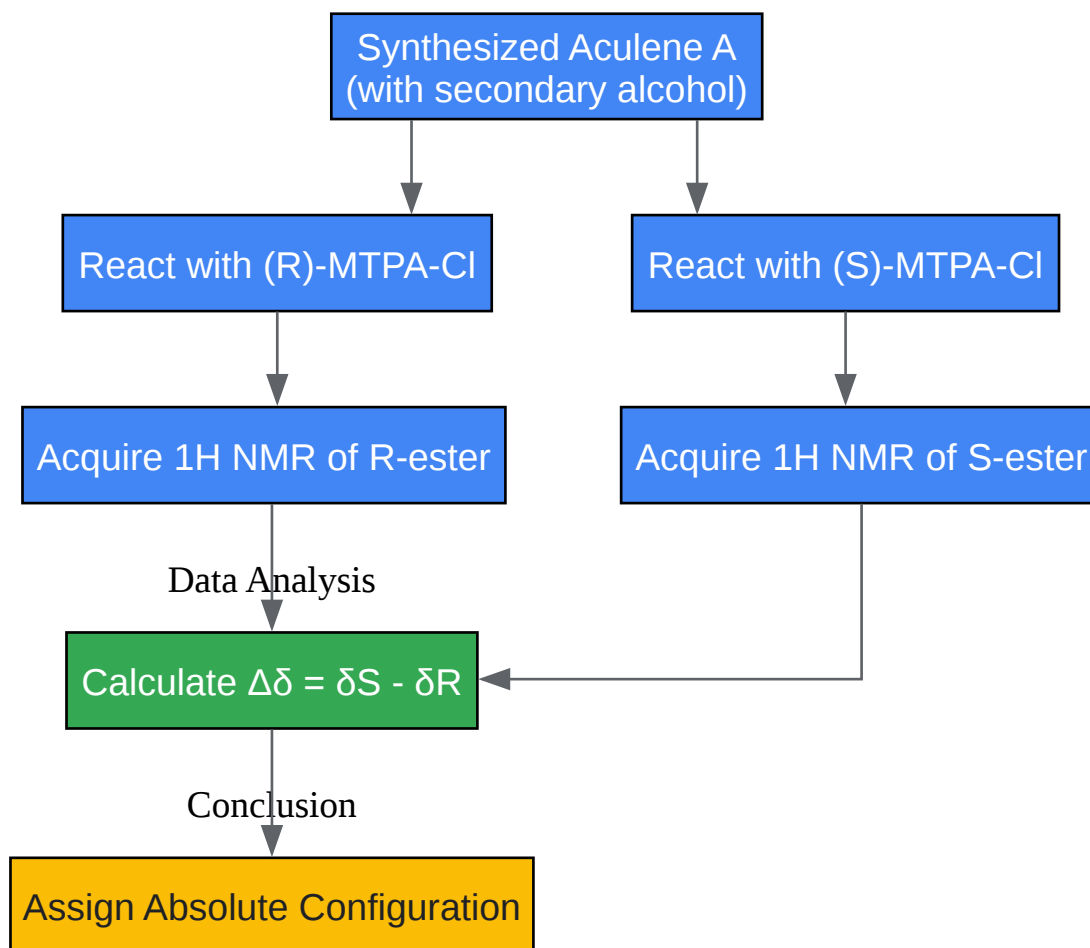 Synthesized Aculene A
(with secondary alcohol)
React with (R)-MTPA-Cl
React with (S)-MTPA-Cl
Acquire 1H NMR of R-ester
Acquire 1H NMR of S-ester
Data Analysis
Calculate Δδ = δS - δR
Conclusion
Assign Absolute Configuration